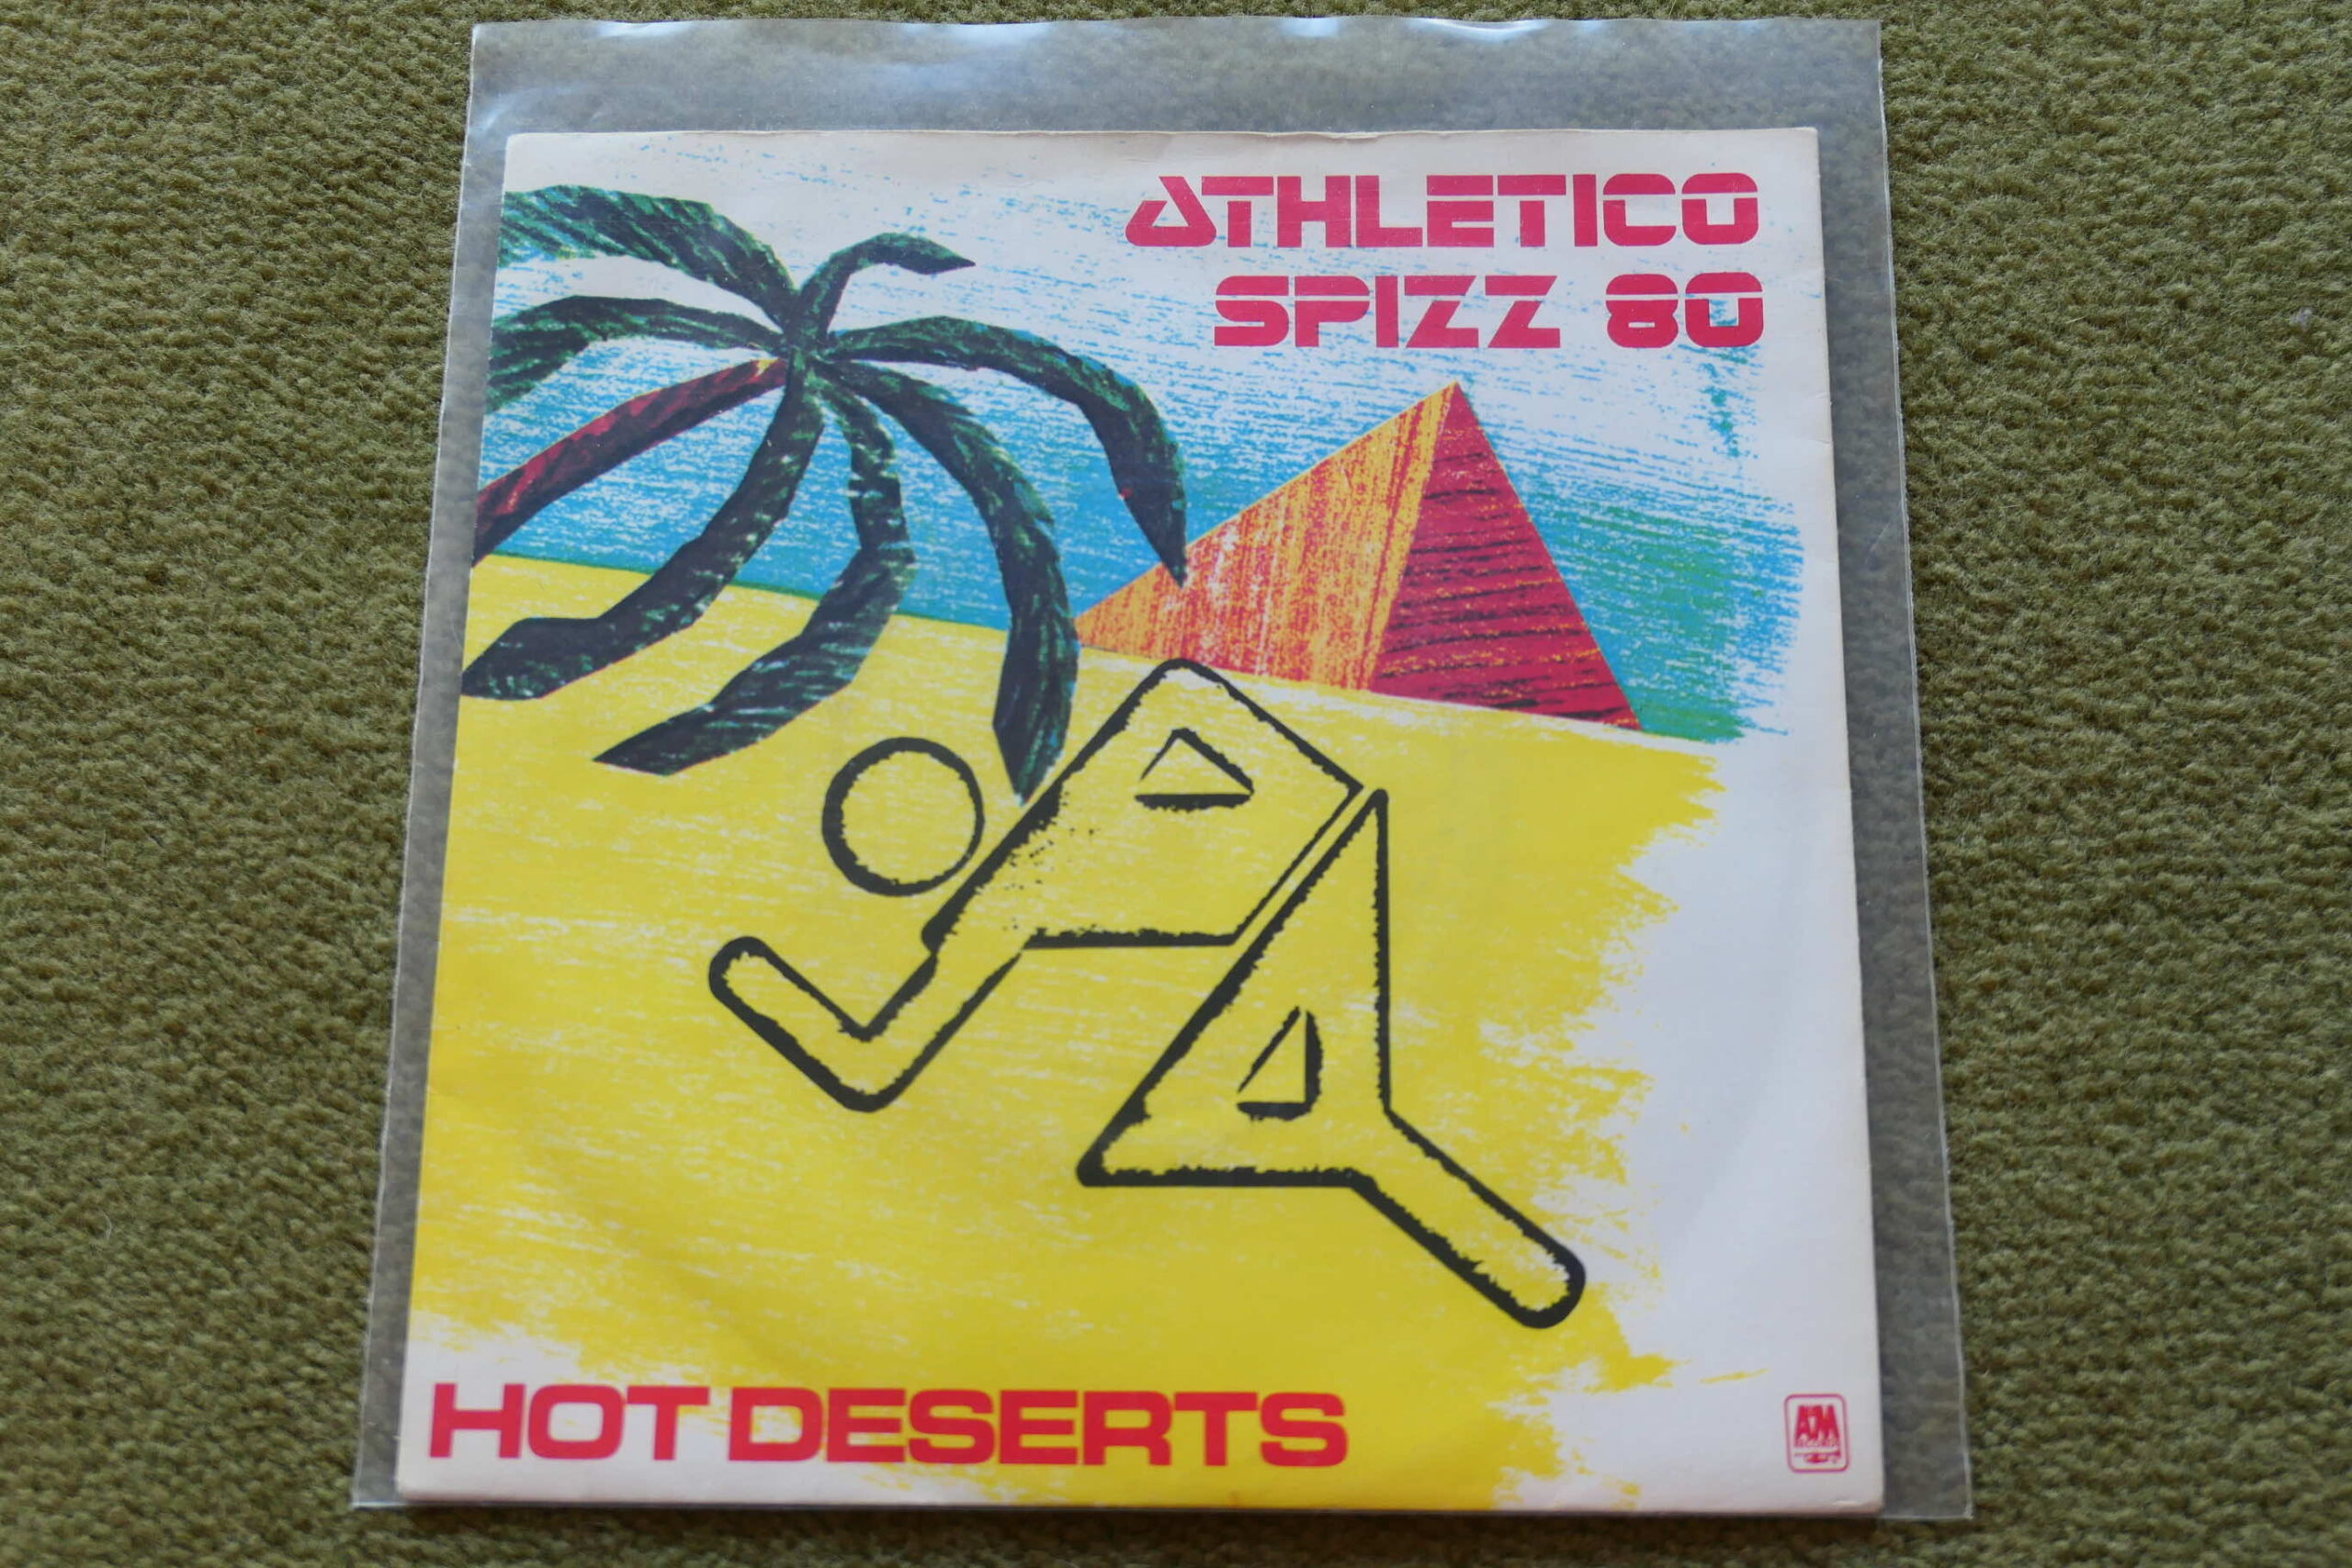 ATHLETICO
SPIZZ 80
HOT DESERTS
A&M